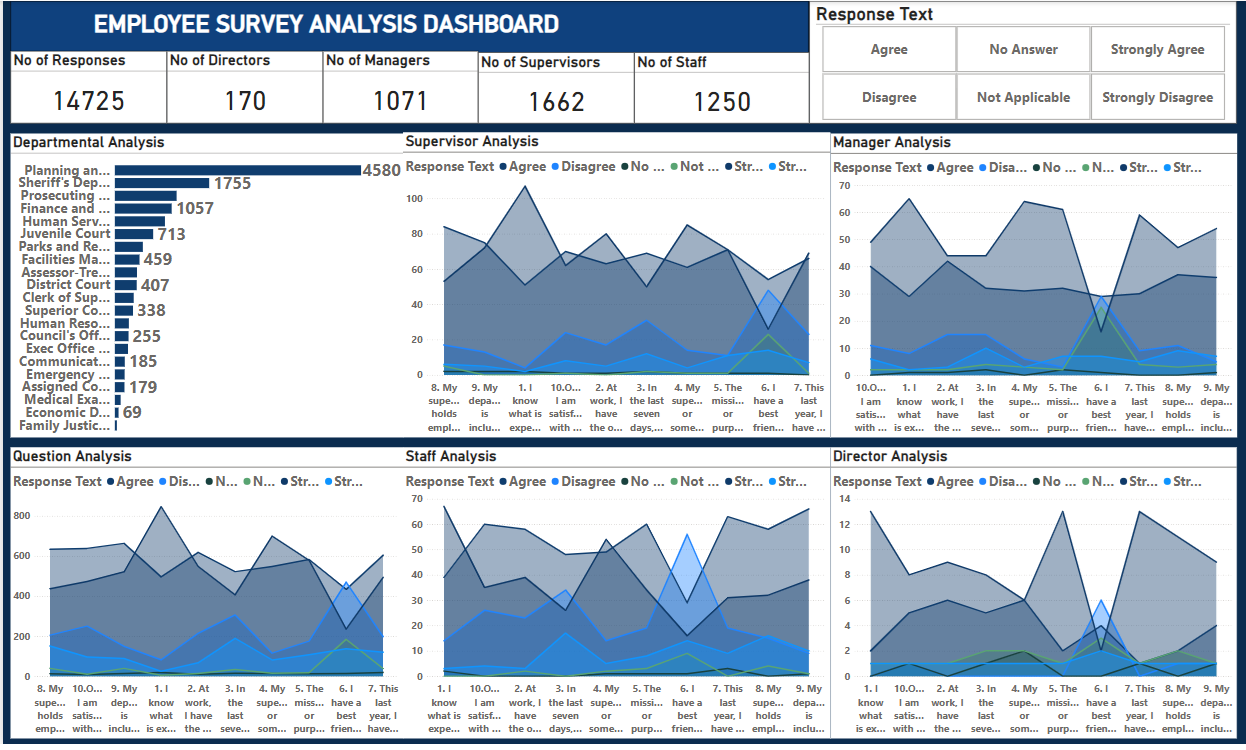 EMPLOYEE SURVEY ANALYSIS DASHBOARD
Response Text
Agree No Answer Strongly Agree
Disagree Not Applicable Strongly Disagree
No of Responses
14725
No of Directors
170
No of Managers
1071
No of Supervisors
1662
No of Staff
1250
Departmental Analysis
Planning an... 4580
Sheriff's Dep... 1755
Prosecuting ...
Finance and ... 1057
Human Serv...
Juvenile Court 713
Parks and Re...
Facilities Ma... 459
Assessor-Tre...
District Court 407
Clerk of Sup...
Superior Co... 338
Human Reso...
Council's Off... 255
Exec Office ...
Communicat... 185
Emergency ...
Assigned Co... 179
Medical Exa...
Economic D... 69
Family Justic...
Supervisor Analysis
Response Text Agree Disagree No ... Not ... Str... Str...
100
80
60
40
20
0
8. My 9. My 1. I 10.O... 2. At 3. In 4. My 5. The 6. I 7. This
supe... depa... know I am work, I the last supe... missi... have a last
holds is what is satisf... have seven or or best year, I
empl... inclu... expe... with ... the o... days,... some... purp... frien... have ...
Manager Analysis
Response Text Agree Disa... No ... N... Str... Str...
70
60
50
40
30
20
10
0
10.O... 1. I 2. At 3. In 4. My 5. The 6. I 7. This 8. My 9. My
I am know work, I the supe... missi... have a last supe... depa...
satis... what have last or or best year, I holds is
with ... is ex... the ... seve... som... purp... frien... have ... empl... inclu...
Question Analysis
Response Text Agree Dis... N... N... Str... Str...
800
600
400
200
0
8. My 10.O... 9. My 1. I 2. At 3. In 4. My 5. The 6. I 7. This
supe... I am dep... know work, the supe... missi... have a last
holds satis... is what I have last or or best year, I
emp... with... inclu... is ex... the ... seve... som... purp... frien... have ...
Staff Analysis
Response Text Agree Disagree No ... Not ... Str... Str...
70
60
50
40
30
20
10
0
1. I 10.O... 2. At 3. In 4. My 5. The 6. I 7. This 8. My 9. My
know I am work, I the last supe... missi... have a last supe... depa...
what is satisf... have seven or or best year, I holds is
expe... with ... the o... days,... some... purp... frien... have ... empl... inclu...
Director Analysis
Response Text Agree Disa... No ... N... Str... Str...
14
12
10
8
6
4
2
0
1. I 10.O... 2. At 3. In 4. My 5. The 6. I 7. This 8. My 9. My
know I am work, I the supe... missi... have a last supe... depa...
what satis... have last or or best year, I holds is
is ex... with ... the ... seve... som... purp... frien... have ... empl... inclu...